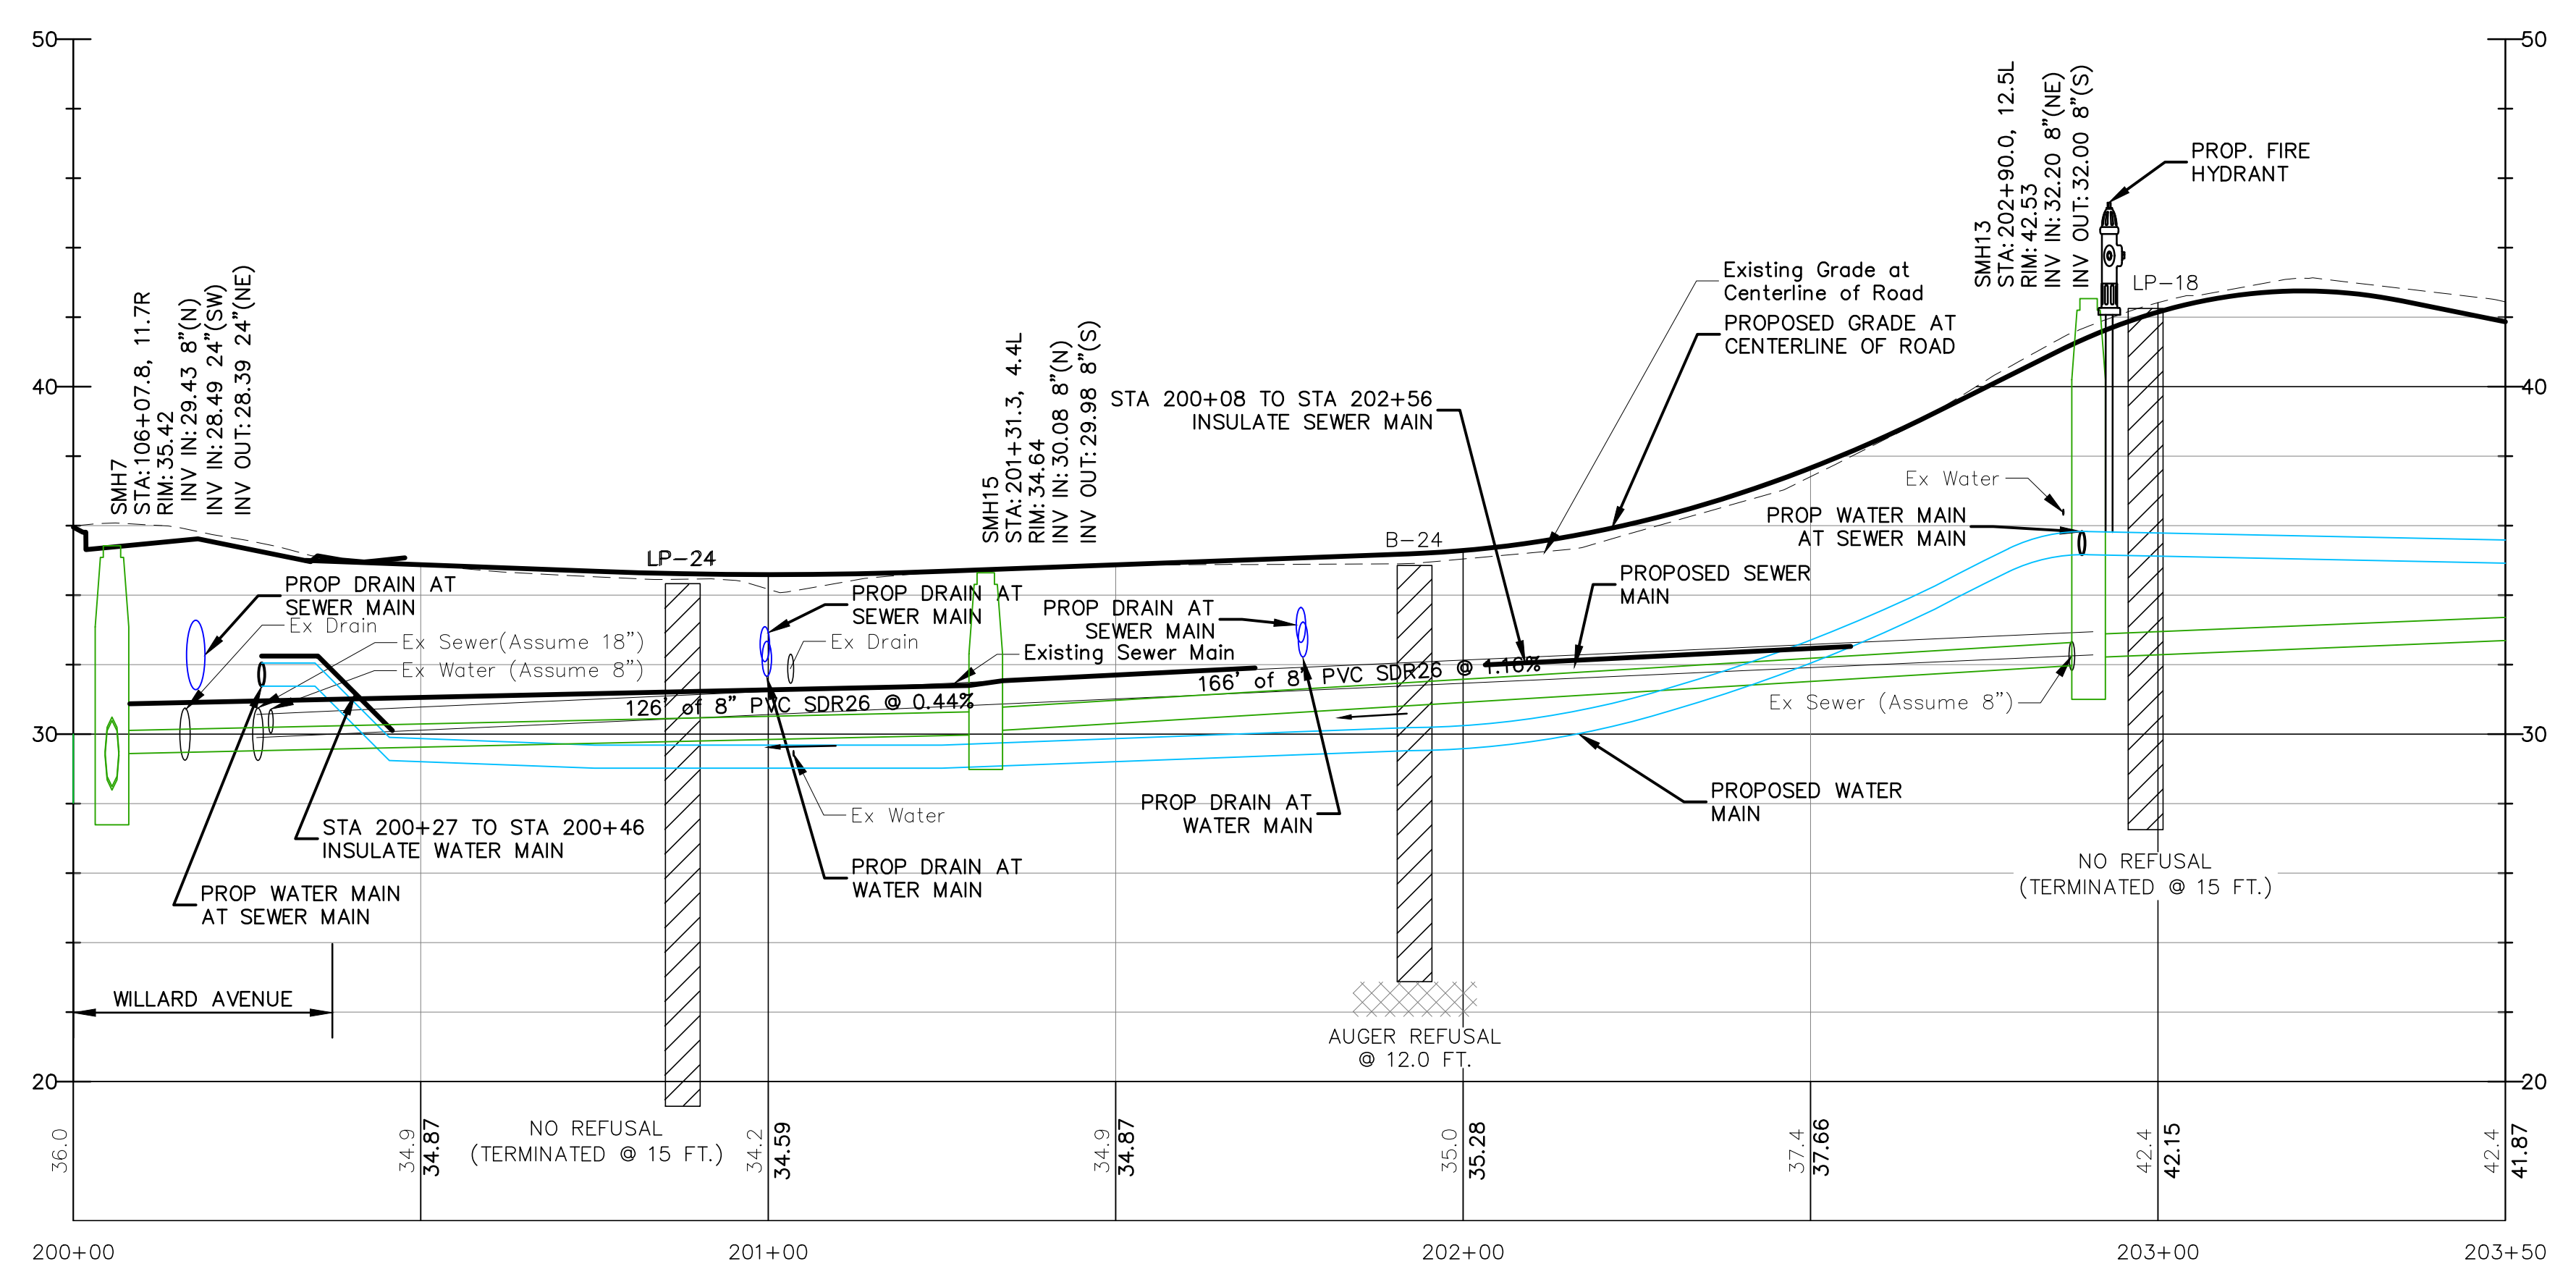 50
50
40
40
30
30
20
20
SMH7
STA:106+07.8, 11.7R
RIM:35.42
INV IN:29.43 8"(N)
INV IN:28.49 24"(SW)
INV OUT:28.39 24"(NE)
SMH15
STA:201+31.3, 4.4L
RIM:34.64
INV IN:30.08 8"(N)
INV OUT:29.98 8"(S)
SMH13
STA:202+90.0, 12.5L
RIM:42.53
INV IN:32.20 8"(NE)
INV OUT:32.00 8"(S)
PROP. FIRE
HYDRANT
LP-18
Existing Grade at
Centerline of Road
PROPOSED GRADE AT
CENTERLINE OF ROAD
STA 200+08 TO STA 202+56
INSULATE SEWER MAIN
Ex Water
PROP WATER MAIN
AT SEWER MAIN
B-24
LP-24
PROP DRAIN AT
SEWER MAIN
Ex Drain
Ex Sewer(Assume 18")
Ex Water (Assume 8")
PROP DRAIN AT
SEWER MAIN
Ex Drain
Existing Sewer Main
PROP DRAIN AT
SEWER MAIN
PROPOSED SEWER
MAIN
126' of 8" PVC SDR26 @ 0.44%
166' of 8" PVC SDR26 @ 1.16%
Ex Sewer (Assume 8")
STA 200+27 TO STA 200+46
INSULATE WATER MAIN
PROP WATER MAIN
AT SEWER MAIN
Ex Water
PROP DRAIN AT
WATER MAIN
PROP DRAIN AT
WATER MAIN
PROPOSED WATER
MAIN
NO REFUSAL
(TERMINATED @ 15 FT.)
WILLARD AVENUE
AUGER REFUSAL
@ 12.0 FT.
NO REFUSAL
(TERMINATED @ 15 FT.)
36.0
34.9
34.87
34.2
34.59
34.9
34.87
35.0
35.28
37.4
37.66
42.4
42.15
42.4
41.87
200+00
201+00
202+00
203+00
203+50